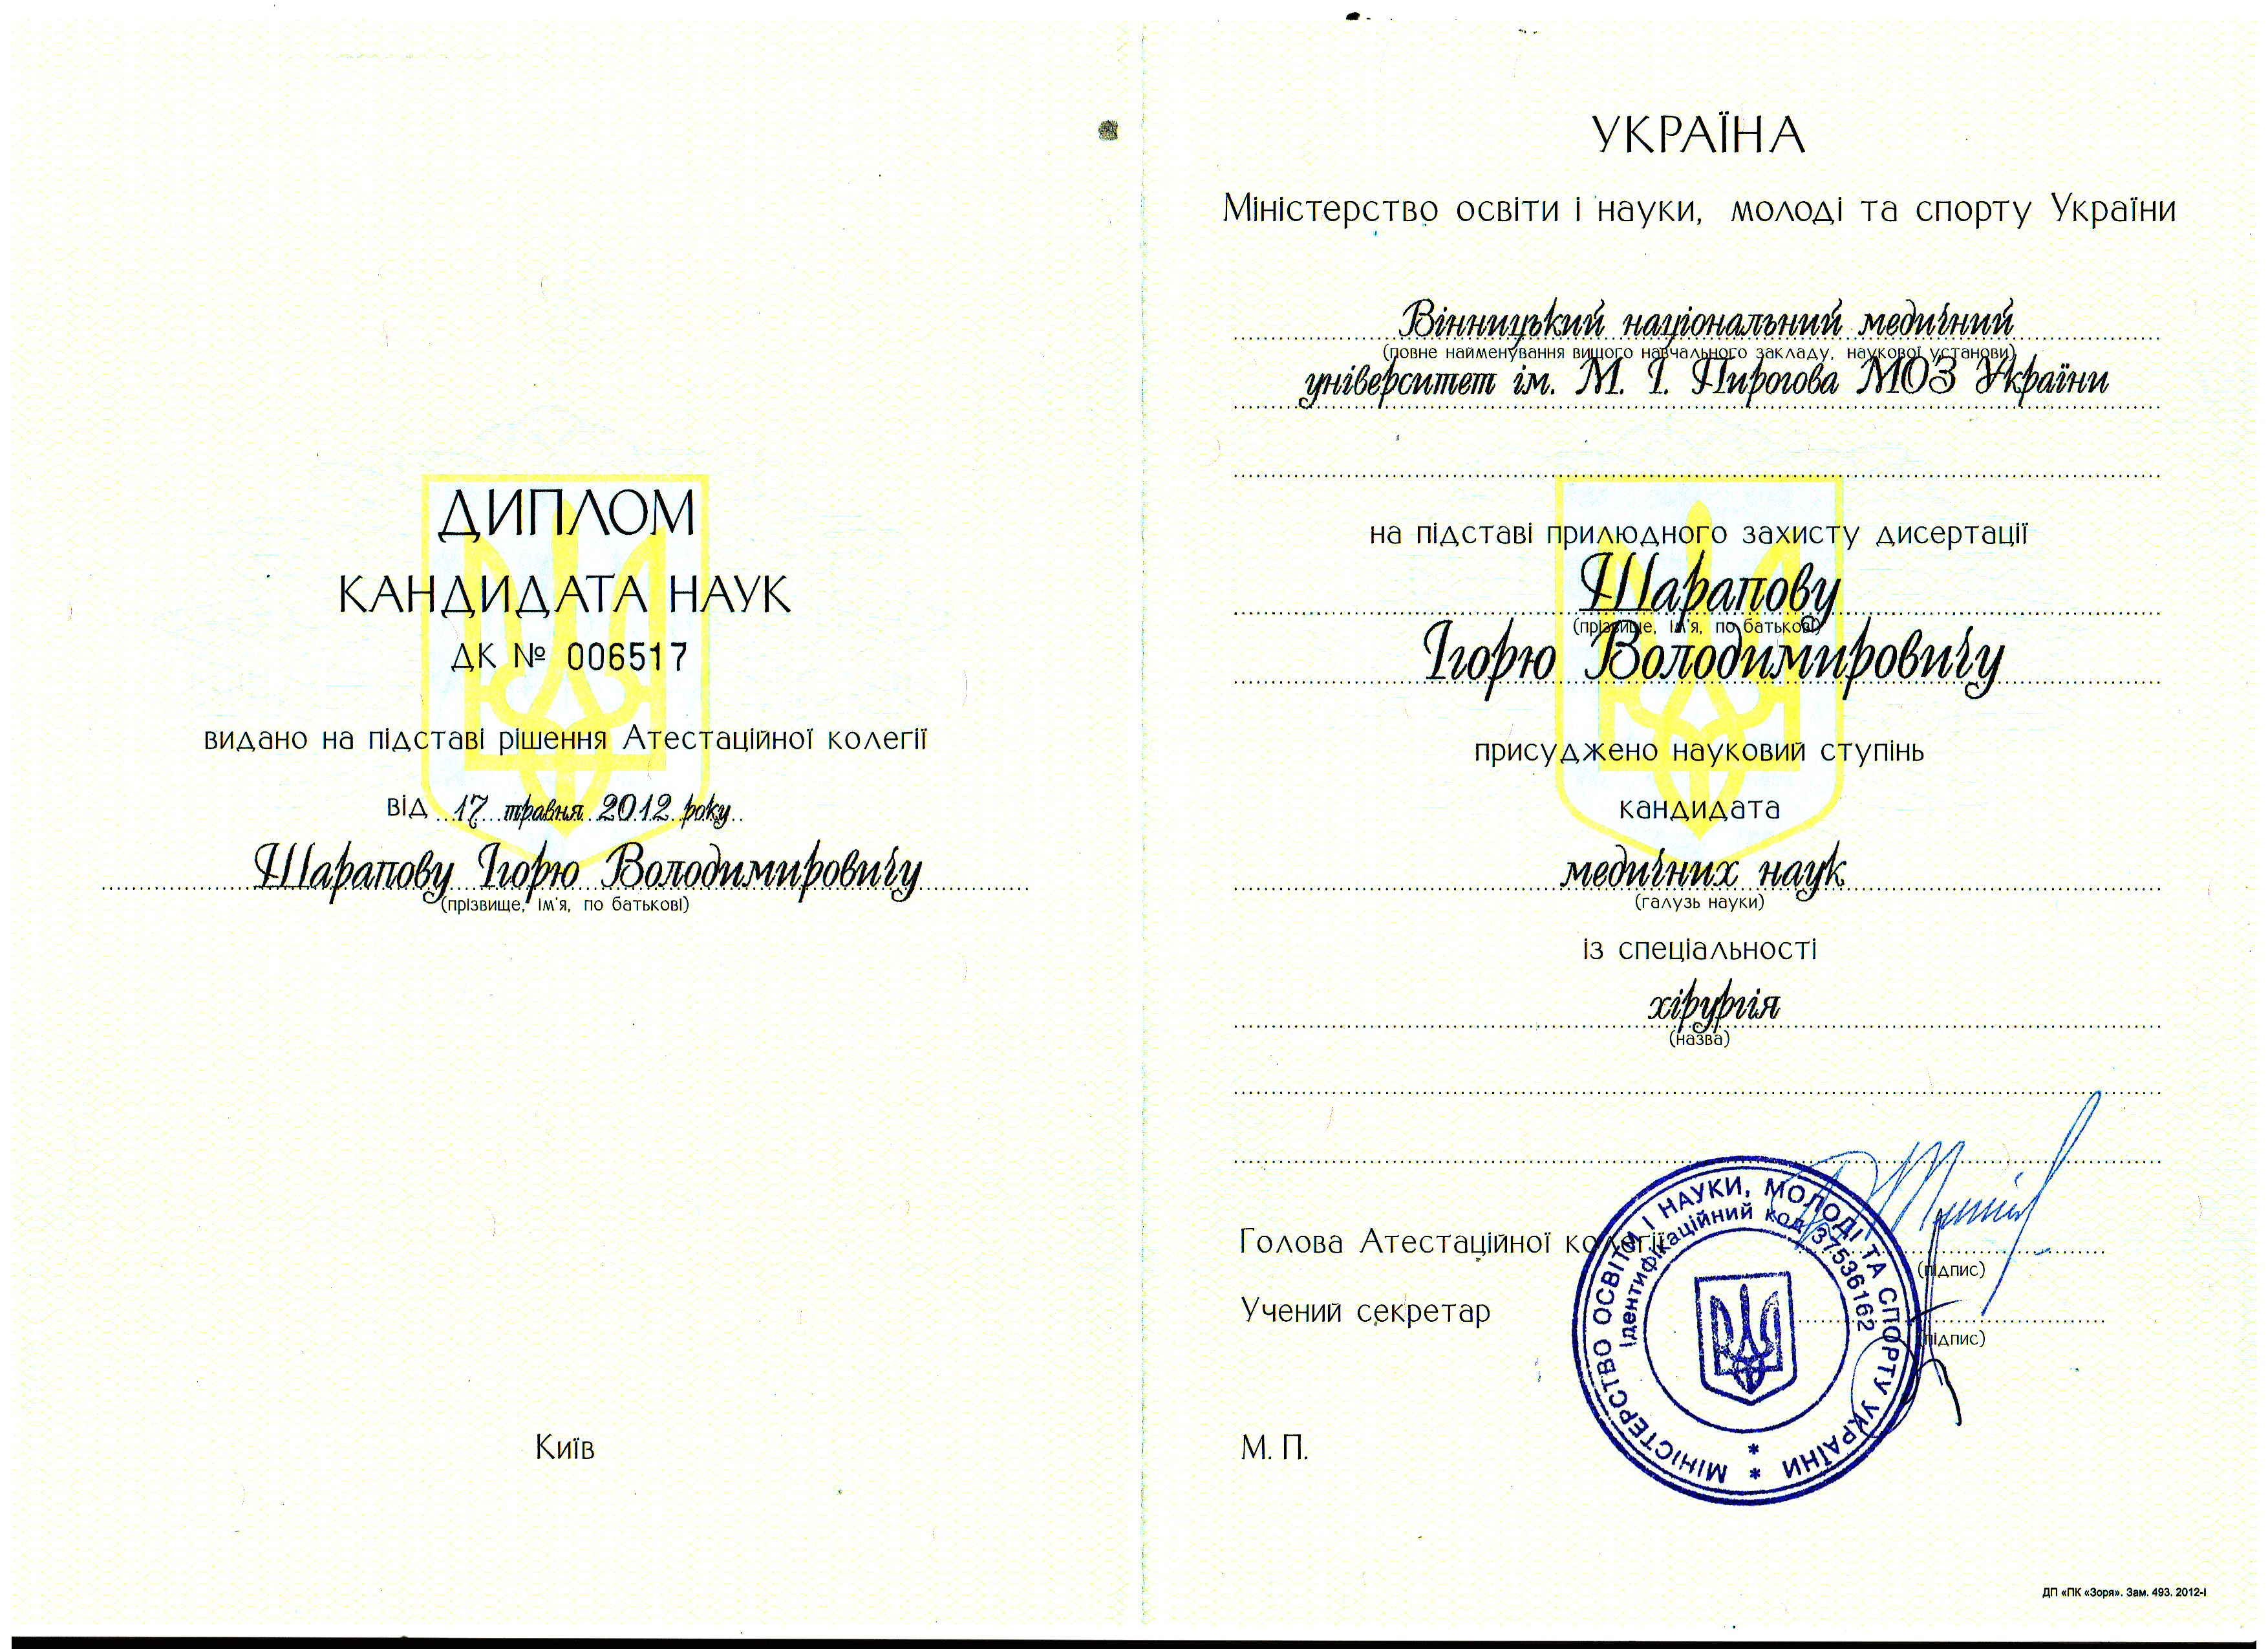 ДИПЛОМ
КАНДИДАТА НАУК
ДК № 006517
видано на підставі рішення Атестаційної колегії
від 17 травня 2012 року
Шарапову Ігорю Володимировичу
(прізвище, ім'я, по батькові)
Київ
УКРАЇНА
Міністерство освіти і науки, молоді та спорту України
Вінницький національний медичний
(повне найменування вищого навчального закладу, наукової установи)
університет ім. М. І. Пирогова МОЗ України
на підставі прилюдного захисту дисертації
Шарапову
(прізвище, ім'я, по батькові)
Ігорю Володимировичу
присуджено науковий ступінь
кандидата
медичних наук
(галузь науки)
із спеціальності
хірургія
(назва)
Голова Атестаційної колегії
(підпис)
Учений секретар
(підпис)
М. П.
МІНІСТЕРСТВО ОСВІТИ І НАУКИ, МОЛОДІ ТА СПОРТУ УКРАЇНИ * *
Ідентифікаційний код 37536162
ДП «ПК «Зоря». Зам. 493. 2012-І